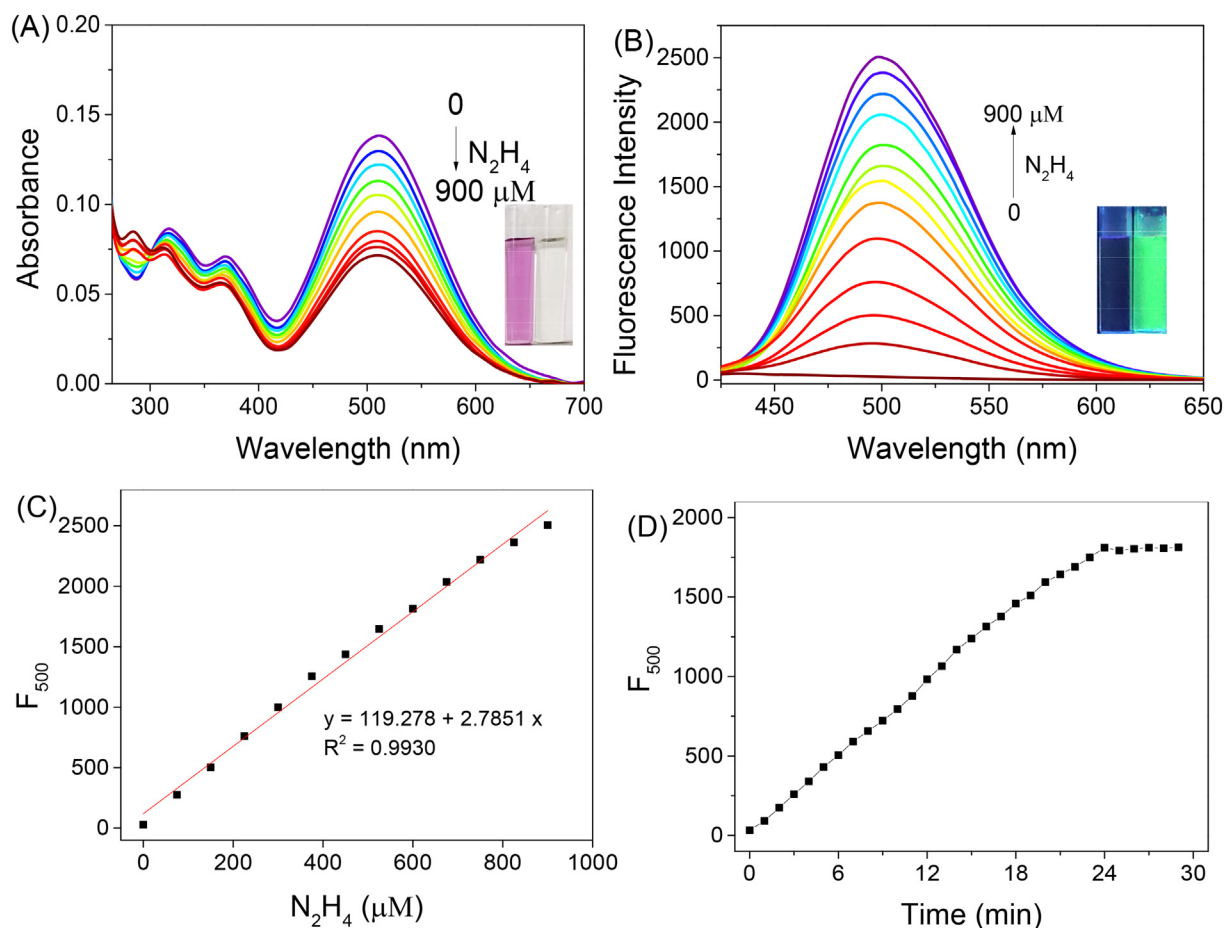 (A)
0.20
0.15
0.10
0.05
0.00
Absorbance
0
N₂H₄
900 μM
300
400
500
600
700
Wavelength (nm)
(B)
2500
2000
1500
1000
500
0
Fluorescence Intensity
900 μM
N₂H₄
0
450
500
550
600
650
Wavelength (nm)
(C)
2500
2000
1500
1000
500
0
F₅₀₀
y = 119.278 + 2.7851 x
R² = 0.9930
0
200
400
600
800
1000
N₂H₄ (μM)
(D)
2000
1500
1000
500
0
F₅₀₀
0
6
12
18
24
30
Time (min)